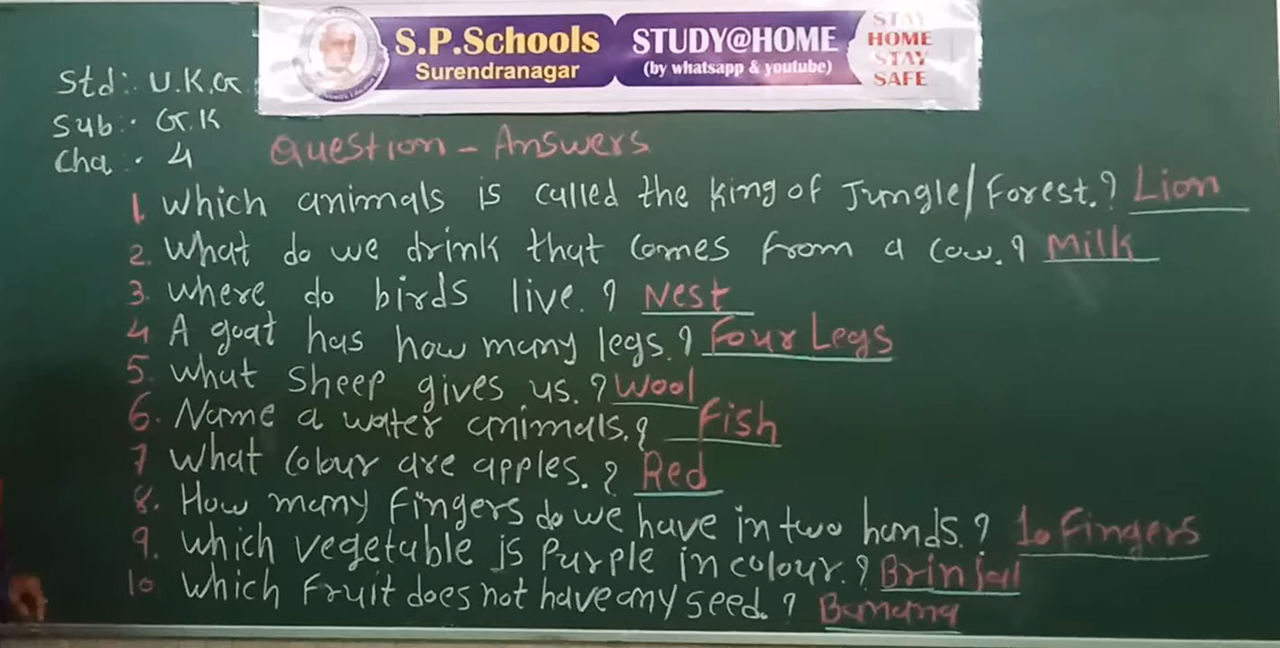 S.P.Schools
Surendranagar
STUDY@HOME
(by whatsapp & youtube)
STAY
HOME
STAY
SAFE
Std: U.K.G
Sub: G.K
Cha: 4
Question - Answers
1. Which animals is called the king of Jungle/Forest.? Lion
2. What do we drink that comes from a cow.? Milk
3. Where do birds live.? Nest
4 A goat has how many legs.? Four Legs
5. What sheep gives us.? Wool
6. Name a water animals.? Fish
7 What colour are apples.? Red
8. How many fingers do we have in two hands.? 10 Fingers
9. Which vegetable is Purple in colour.? Brinjal
10 Which Fruit does not have any seed.? Banana